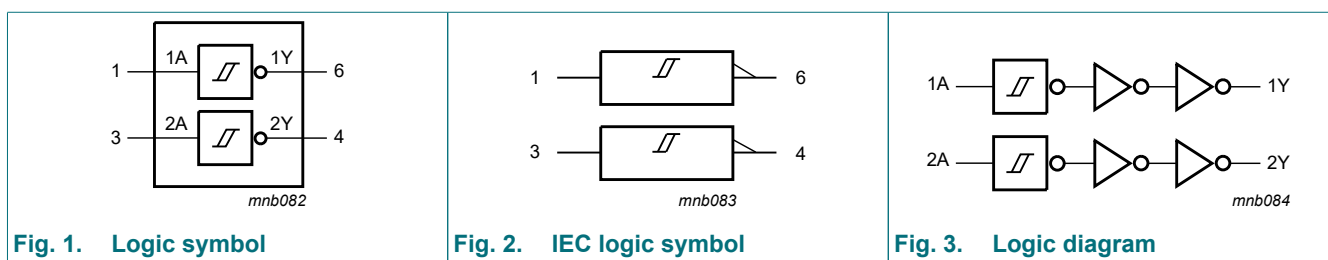 1 1A 1Y 6
3 2A 2Y 4
mnb082
Fig. 1. Logic symbol
1 6
3 4
mnb083
Fig. 2. IEC logic symbol
1A 1Y
2A 2Y
mnb084
Fig. 3. Logic diagram